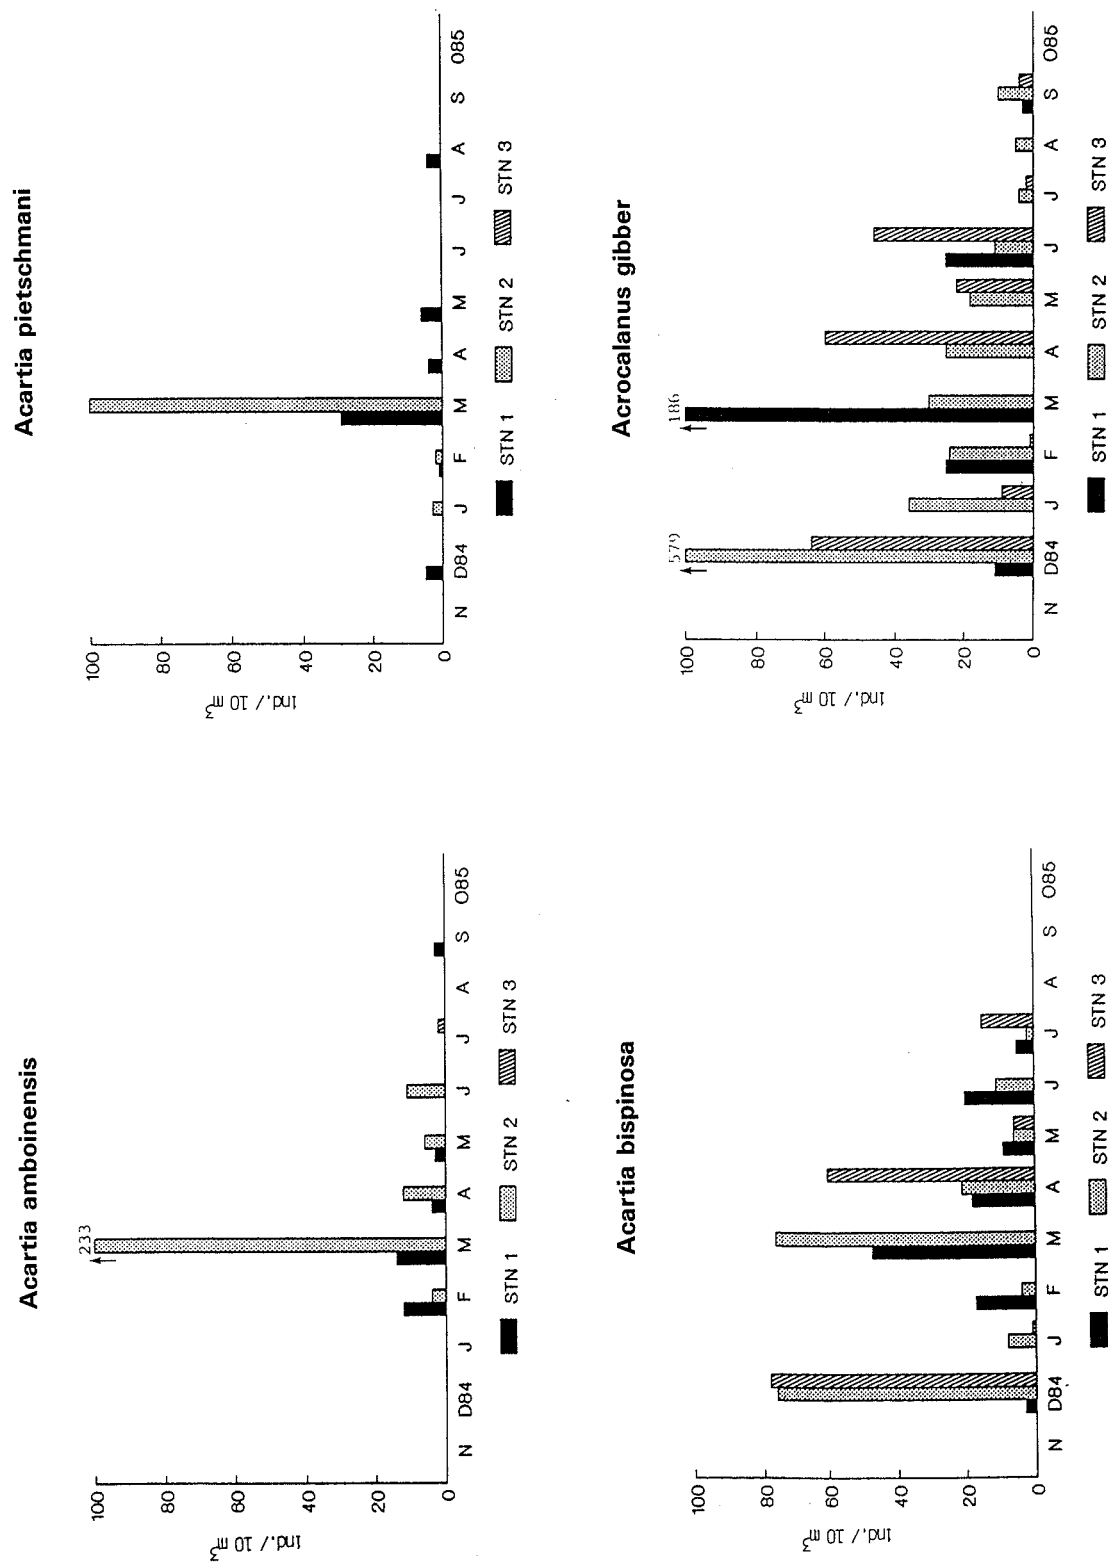 Acartia amboinensis
233
100
80
60
40
20
0
ind./ 10 m³
N D84 J F M A M J J A S O85
STN 1 STN 2 STN 3
Acartia pietschmani
100
80
60
40
20
0
ind./ 10 m³
N D84 J F M A M J J A S O85
STN 1 STN 2 STN 3
Acartia bispinosa
100
80
60
40
20
0
ind./ 10 m³
N D84 J F M A M J J A S O85
STN 1 STN 2 STN 3
Acrocalanus gibber
579
186
100
80
60
40
20
0
ind./ 10 m³
N D84 J F M A M J J A S O85
STN 1 STN 2 STN 3